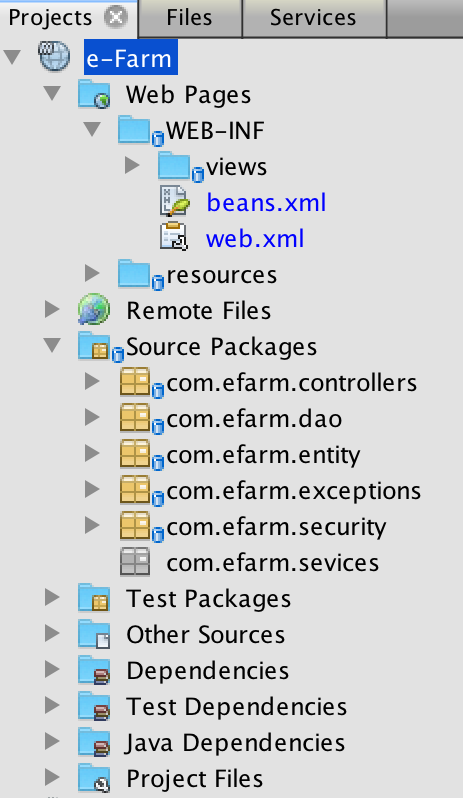 Projects Files Services
e-Farm
Web Pages
WEB-INF
views
beans.xml
web.xml
resources
Remote Files
Source Packages
com.efarm.controllers
com.efarm.dao
com.efarm.entity
com.efarm.exceptions
com.efarm.security
com.efarm.sevices
Test Packages
Other Sources
Dependencies
Test Dependencies
Java Dependencies
Project Files